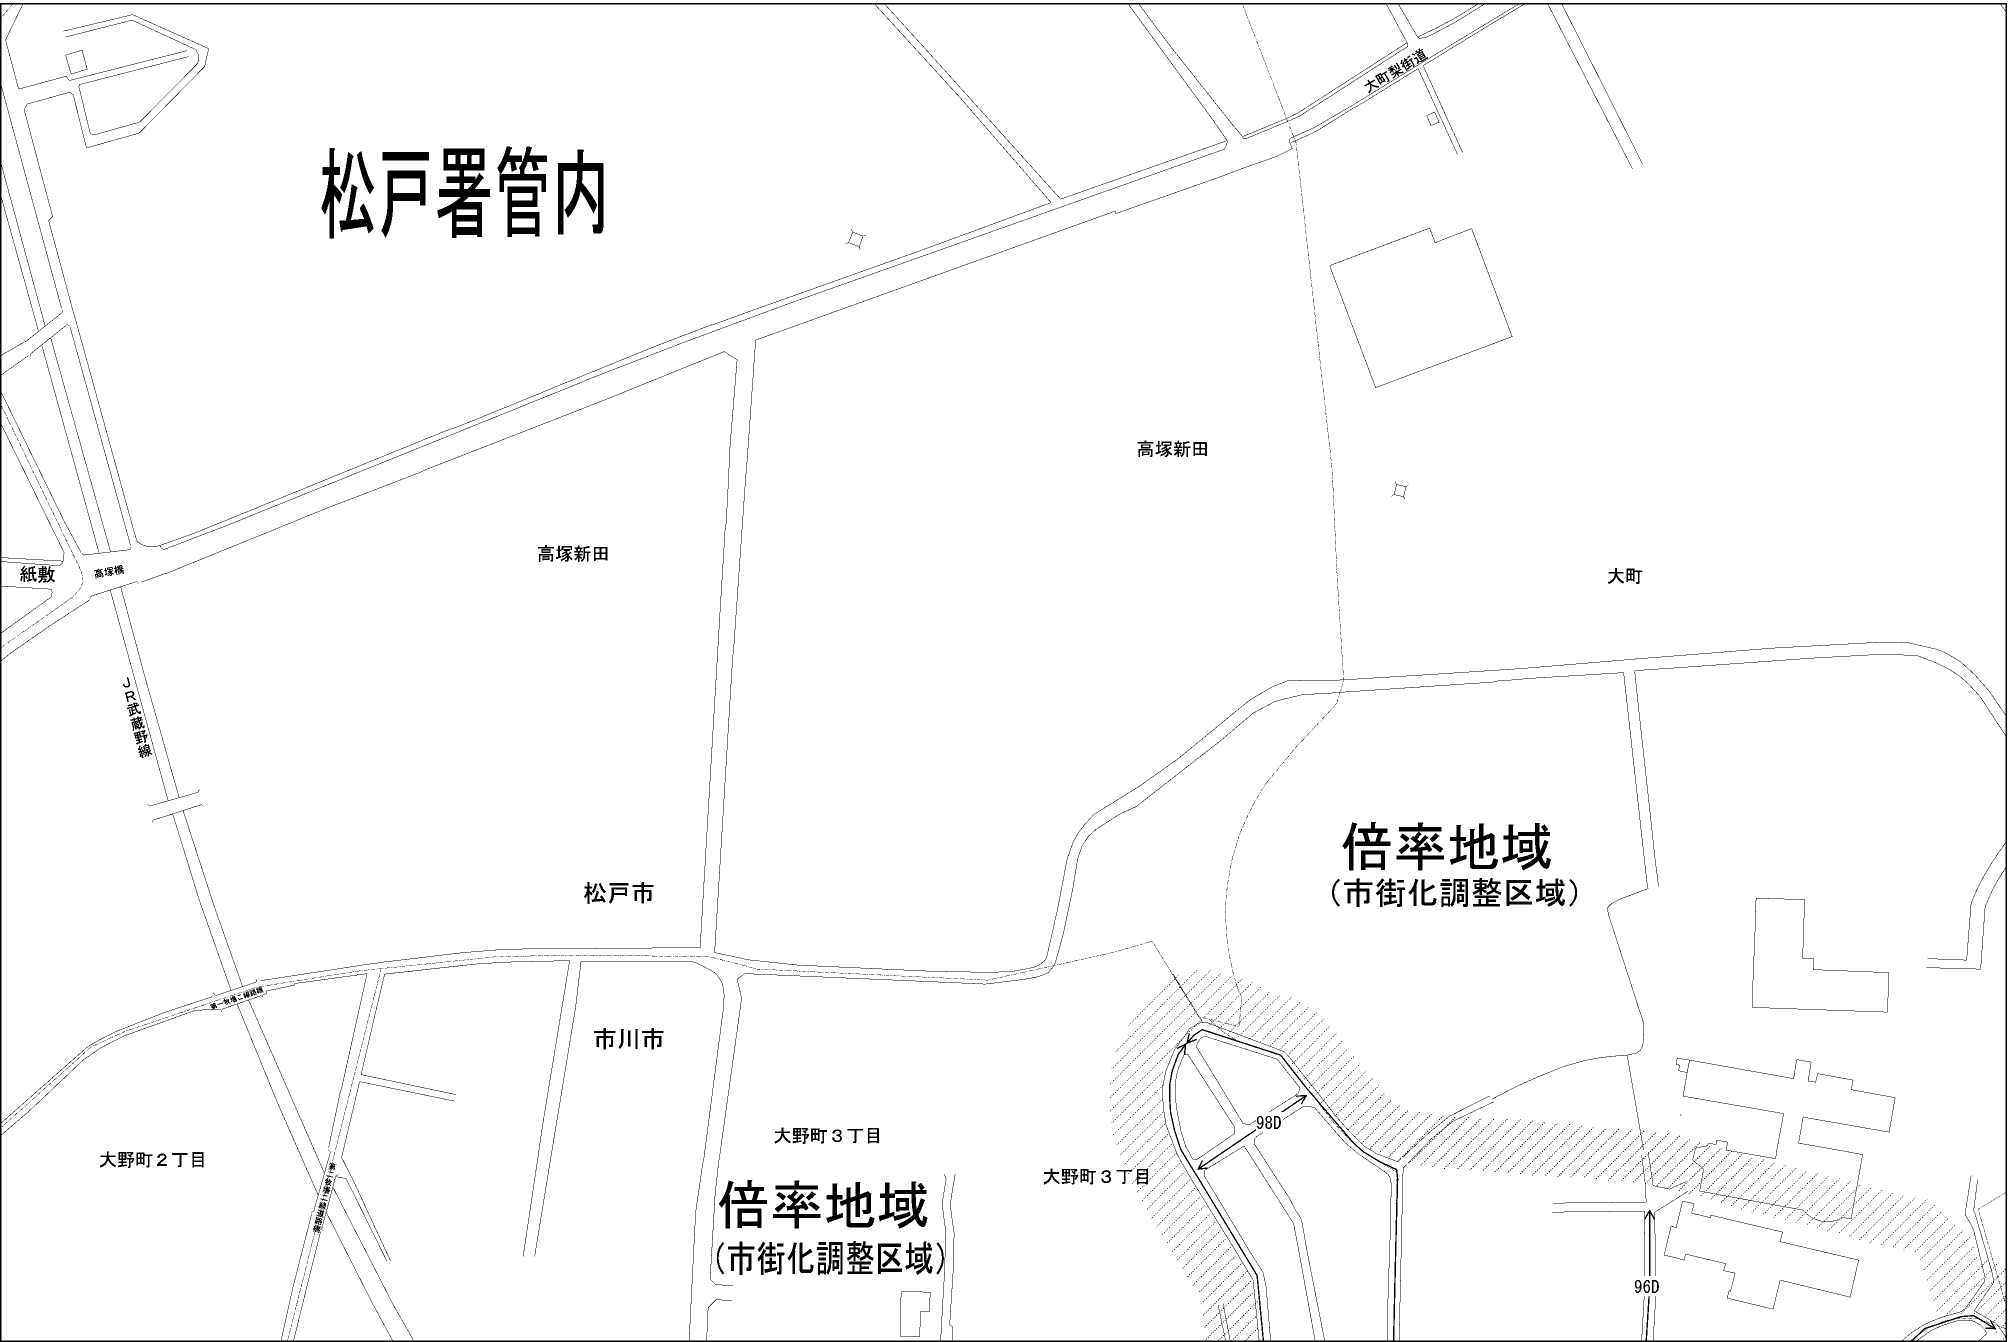 大町梨街道
松戸署管内
高塚新田
高塚新田
紙敷
高塚橋
大町
JR武蔵野線
倍率地域
(市街化調整区域)
松戸市
市川市
98D
大野町3丁目
大野町2丁目
大野町3丁目
倍率地域
(市街化調整区域)
96D